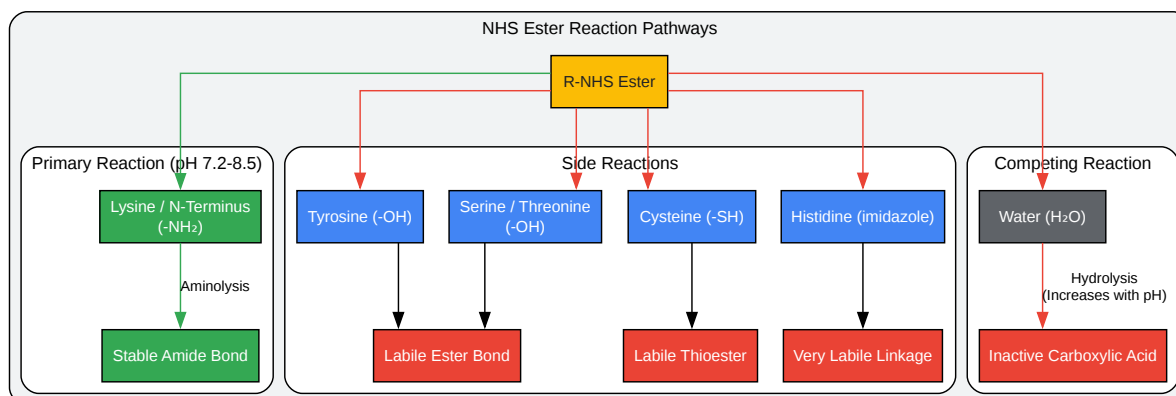 NHS Ester Reaction Pathways
R-NHS Ester
Primary Reaction (pH 7.2-8.5)
Side Reactions
Competing Reaction
Lysine / N-Terminus
(-NH₂)
Tyrosine (-OH)
Serine / Threonine
(-OH)
Cysteine (-SH)
Histidine (imidazole)
Water (H₂O)
Aminolysis
Hydrolysis
(Increases with pH)
Stable Amide Bond
Labile Ester Bond
Labile Thioester
Very Labile Linkage
Inactive Carboxylic Acid